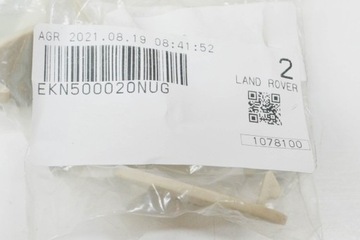 AGR 2021.08.19 08:41:52
2
LAND ROVER
EKN500020NUG
1078100